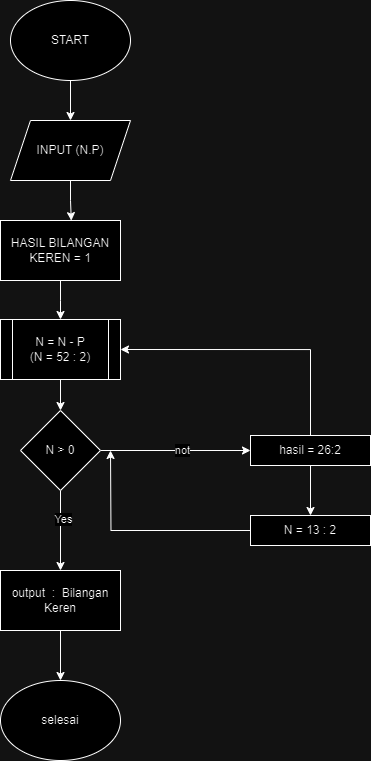 START
INPUT (N.P)
HASIL BILANGAN
KEREN = 1
N = N - P
(N = 52 : 2)
N > 0
not
hasil = 26:2
Yes
N = 13 : 2
output : Bilangan
Keren
selesai